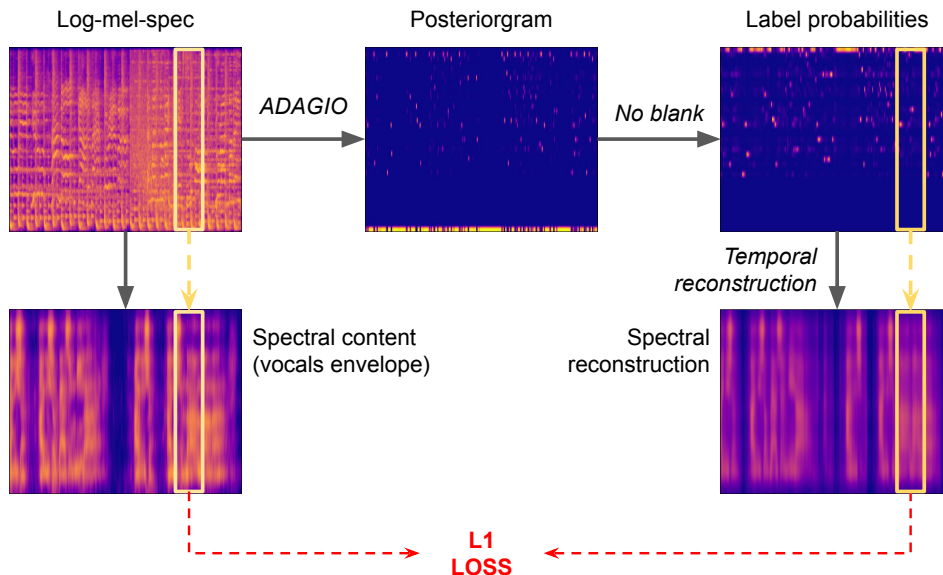 Log-mel-spec
Posteriorgram
Label probabilities
ADAGIO
No blank
Temporal
reconstruction
Spectral content
(vocals envelope)
Spectral
reconstruction
L1
LOSS